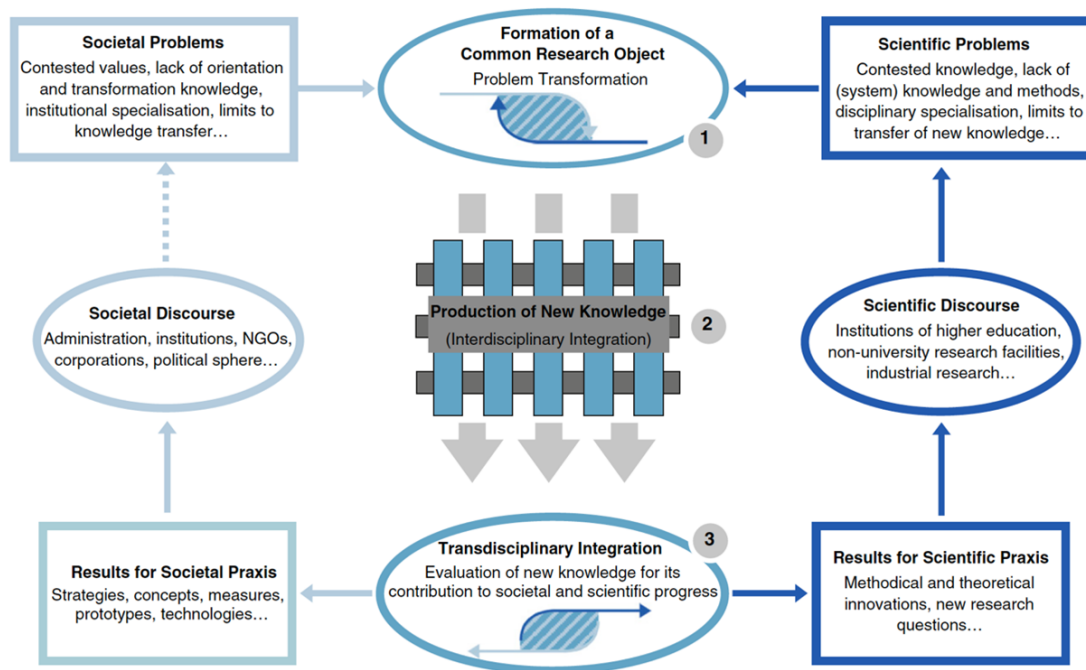 Societal Problems
Contested values, lack of orientation
and transformation knowledge,
institutional specialisation, limits to
knowledge transfer…
Formation of a
Common Research Object
Problem Transformation
1
Scientific Problems
Contested knowledge, lack of
(system) knowledge and methods,
disciplinary specialisation, limits to
transfer of new knowledge…
Societal Discourse
Administration, institutions, NGOs,
corporations, political sphere…
Production of New Knowledge
(Interdisciplinary Integration)
2
Scientific Discourse
Institutions of higher education,
non-university research facilities,
industrial research…
Results for Societal Praxis
Strategies, concepts, measures,
prototypes, technologies…
Transdisciplinary Integration
Evaluation of new knowledge for its
contribution to societal and scientific progress
3
Results for Scientific Praxis
Methodical and theoretical
innovations, new research
questions…